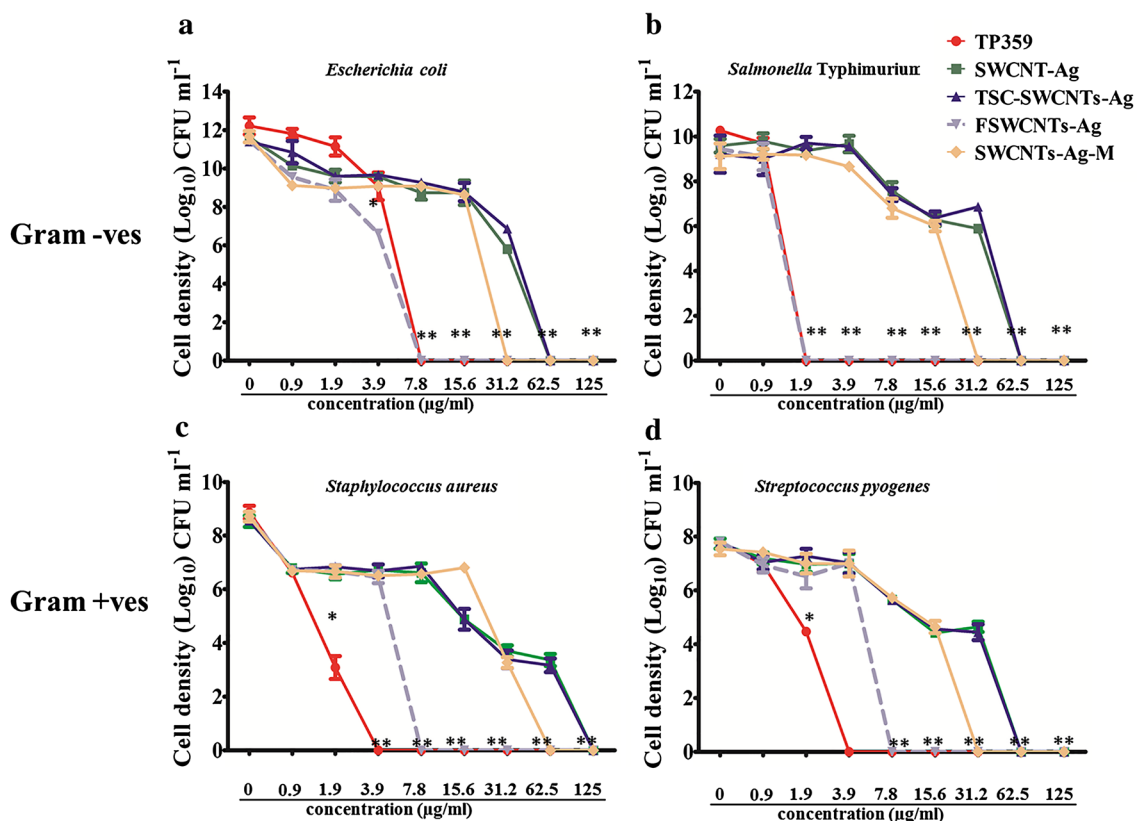 a
Escherichia coli
Cell density (Log10) CFU ml-1
14
12
10
8
6
4
2
0
*
** ** ** ** **
0 0.9 1.9 3.9 7.8 15.6 31.2 62.5 125
concentration (µg/ml)
b
Salmonella Typhimurium
Cell density (Log10) CFU ml-1
12
10
8
6
4
2
0
** ** ** ** ** ** **
0 0.9 1.9 3.9 7.8 15.6 31.2 62.5 125
concentration (µg/ml)
TP359
SWCNT-Ag
TSC-SWCNTs-Ag
FSWCNTs-Ag
SWCNTs-Ag-M
Gram -ves
c
Staphylococcus aureus
Cell density (Log10) CFU ml-1
10
8
6
4
2
0
*
** ** ** ** ** **
0 0.9 1.9 3.9 7.8 15.6 31.2 62.5 125
concentration (µg/ml)
d
Streptococcus pyogenes
Cell density (Log10) CFU ml-1
10
8
6
4
2
0
*
** ** ** ** **
0 0.9 1.9 3.9 7.8 15.6 31.2 62.5 125
concentration (µg/ml)
Gram +ves